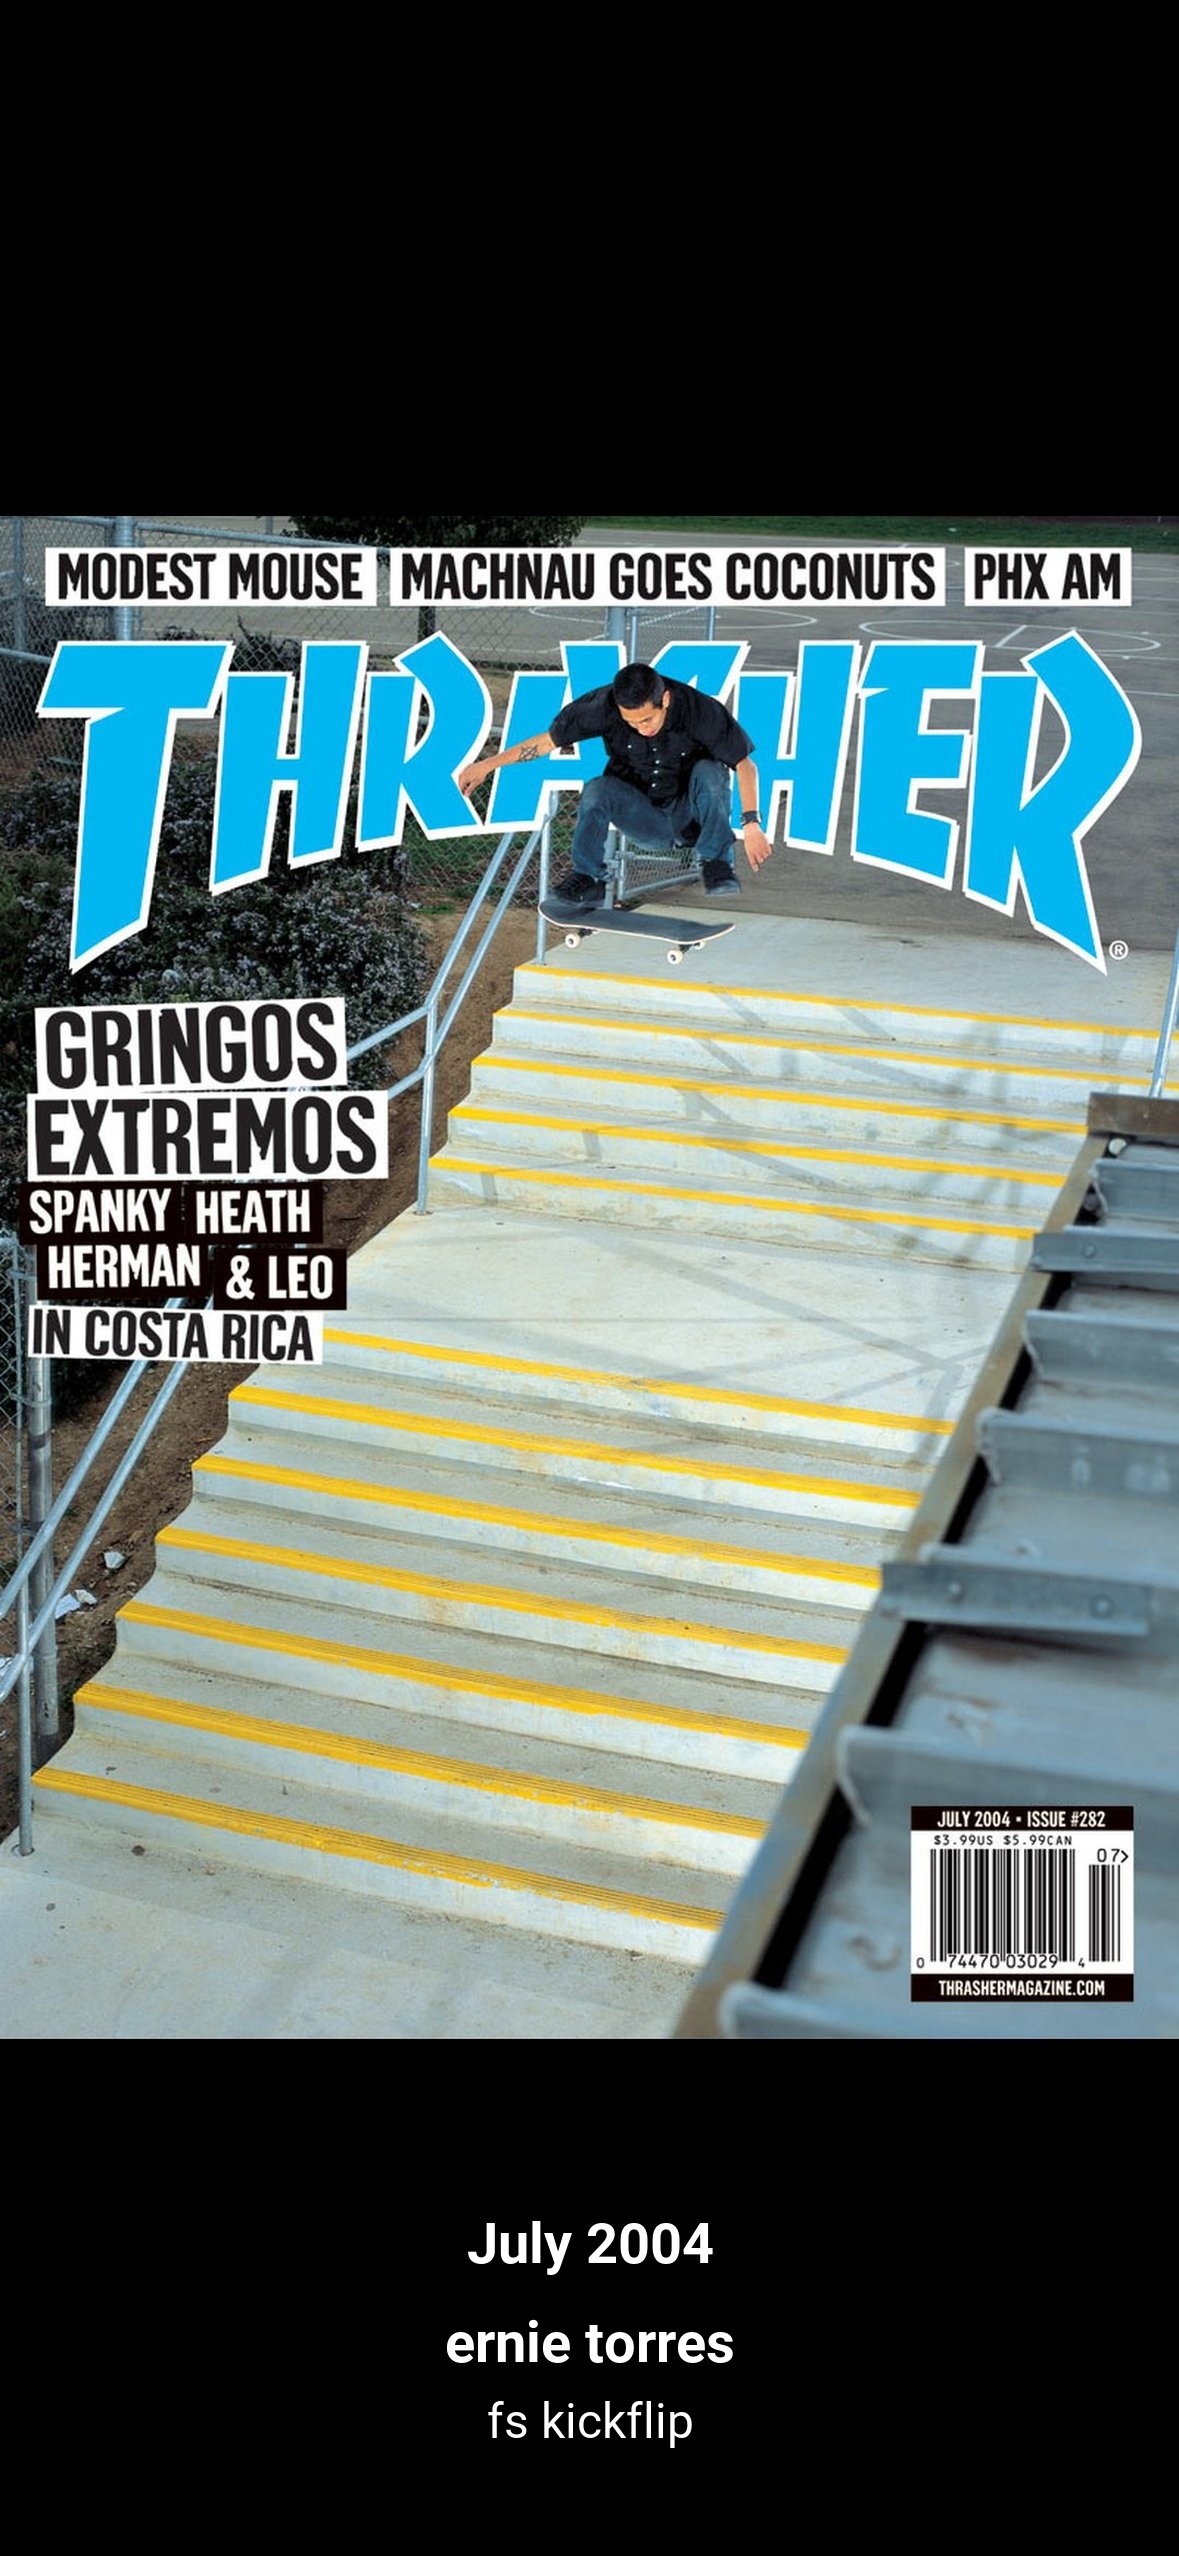 MODEST MOUSE MACHNAU GOES COCONUTS PHX AM
THRASHER
®
GRINGOS
EXTREMOS
SPANKY HEATH
HERMAN & LEO
IN COSTA RICA
JULY 2004 • ISSUE #282
$3.99US $5.99CAN
07>
0 74470 03029 4
THRASHERMAGAZINE.COM
July 2004
ernie torres
fs kickflip